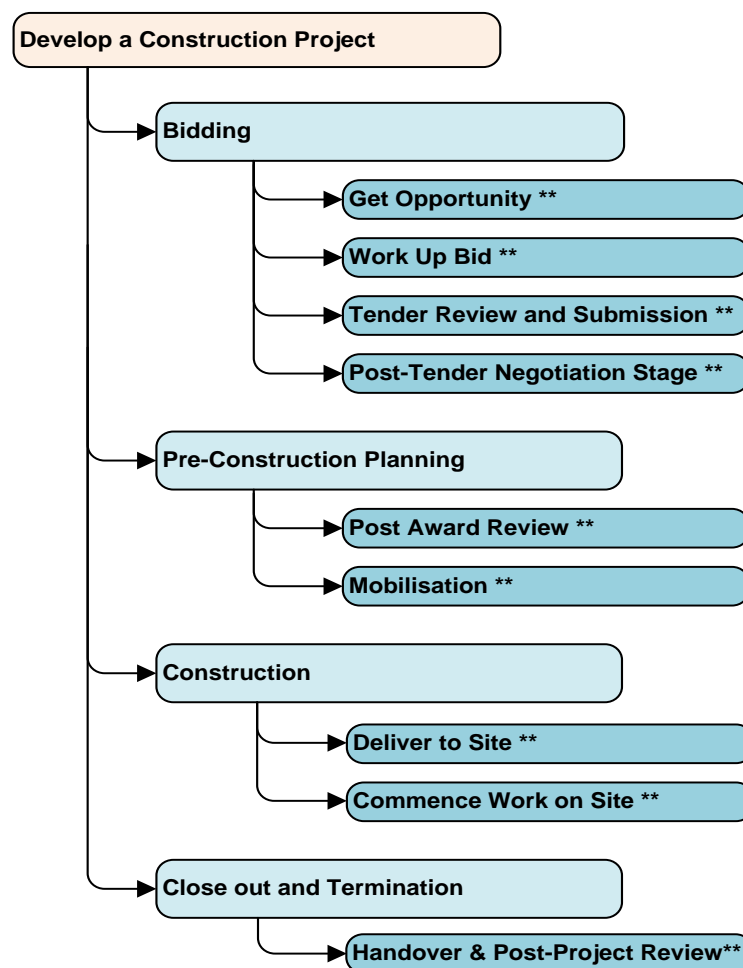 Develop a Construction Project
Bidding
Get Opportunity **
Work Up Bid **
Tender Review and Submission **
Post-Tender Negotiation Stage **
Pre-Construction Planning
Post Award Review **
Mobilisation **
Construction
Deliver to Site **
Commence Work on Site **
Close out and Termination
Handover & Post-Project Review**